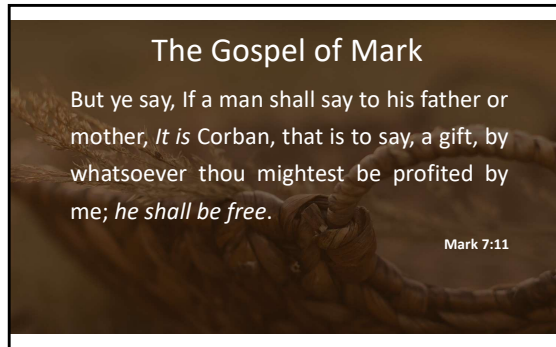 The Gospel of Mark
But ye say, If a man shall say to his father or
mother, It is Corban, that is to say, a gift, by
whatsoever thou mightest be profited by
me; he shall be free.
Mark 7:11